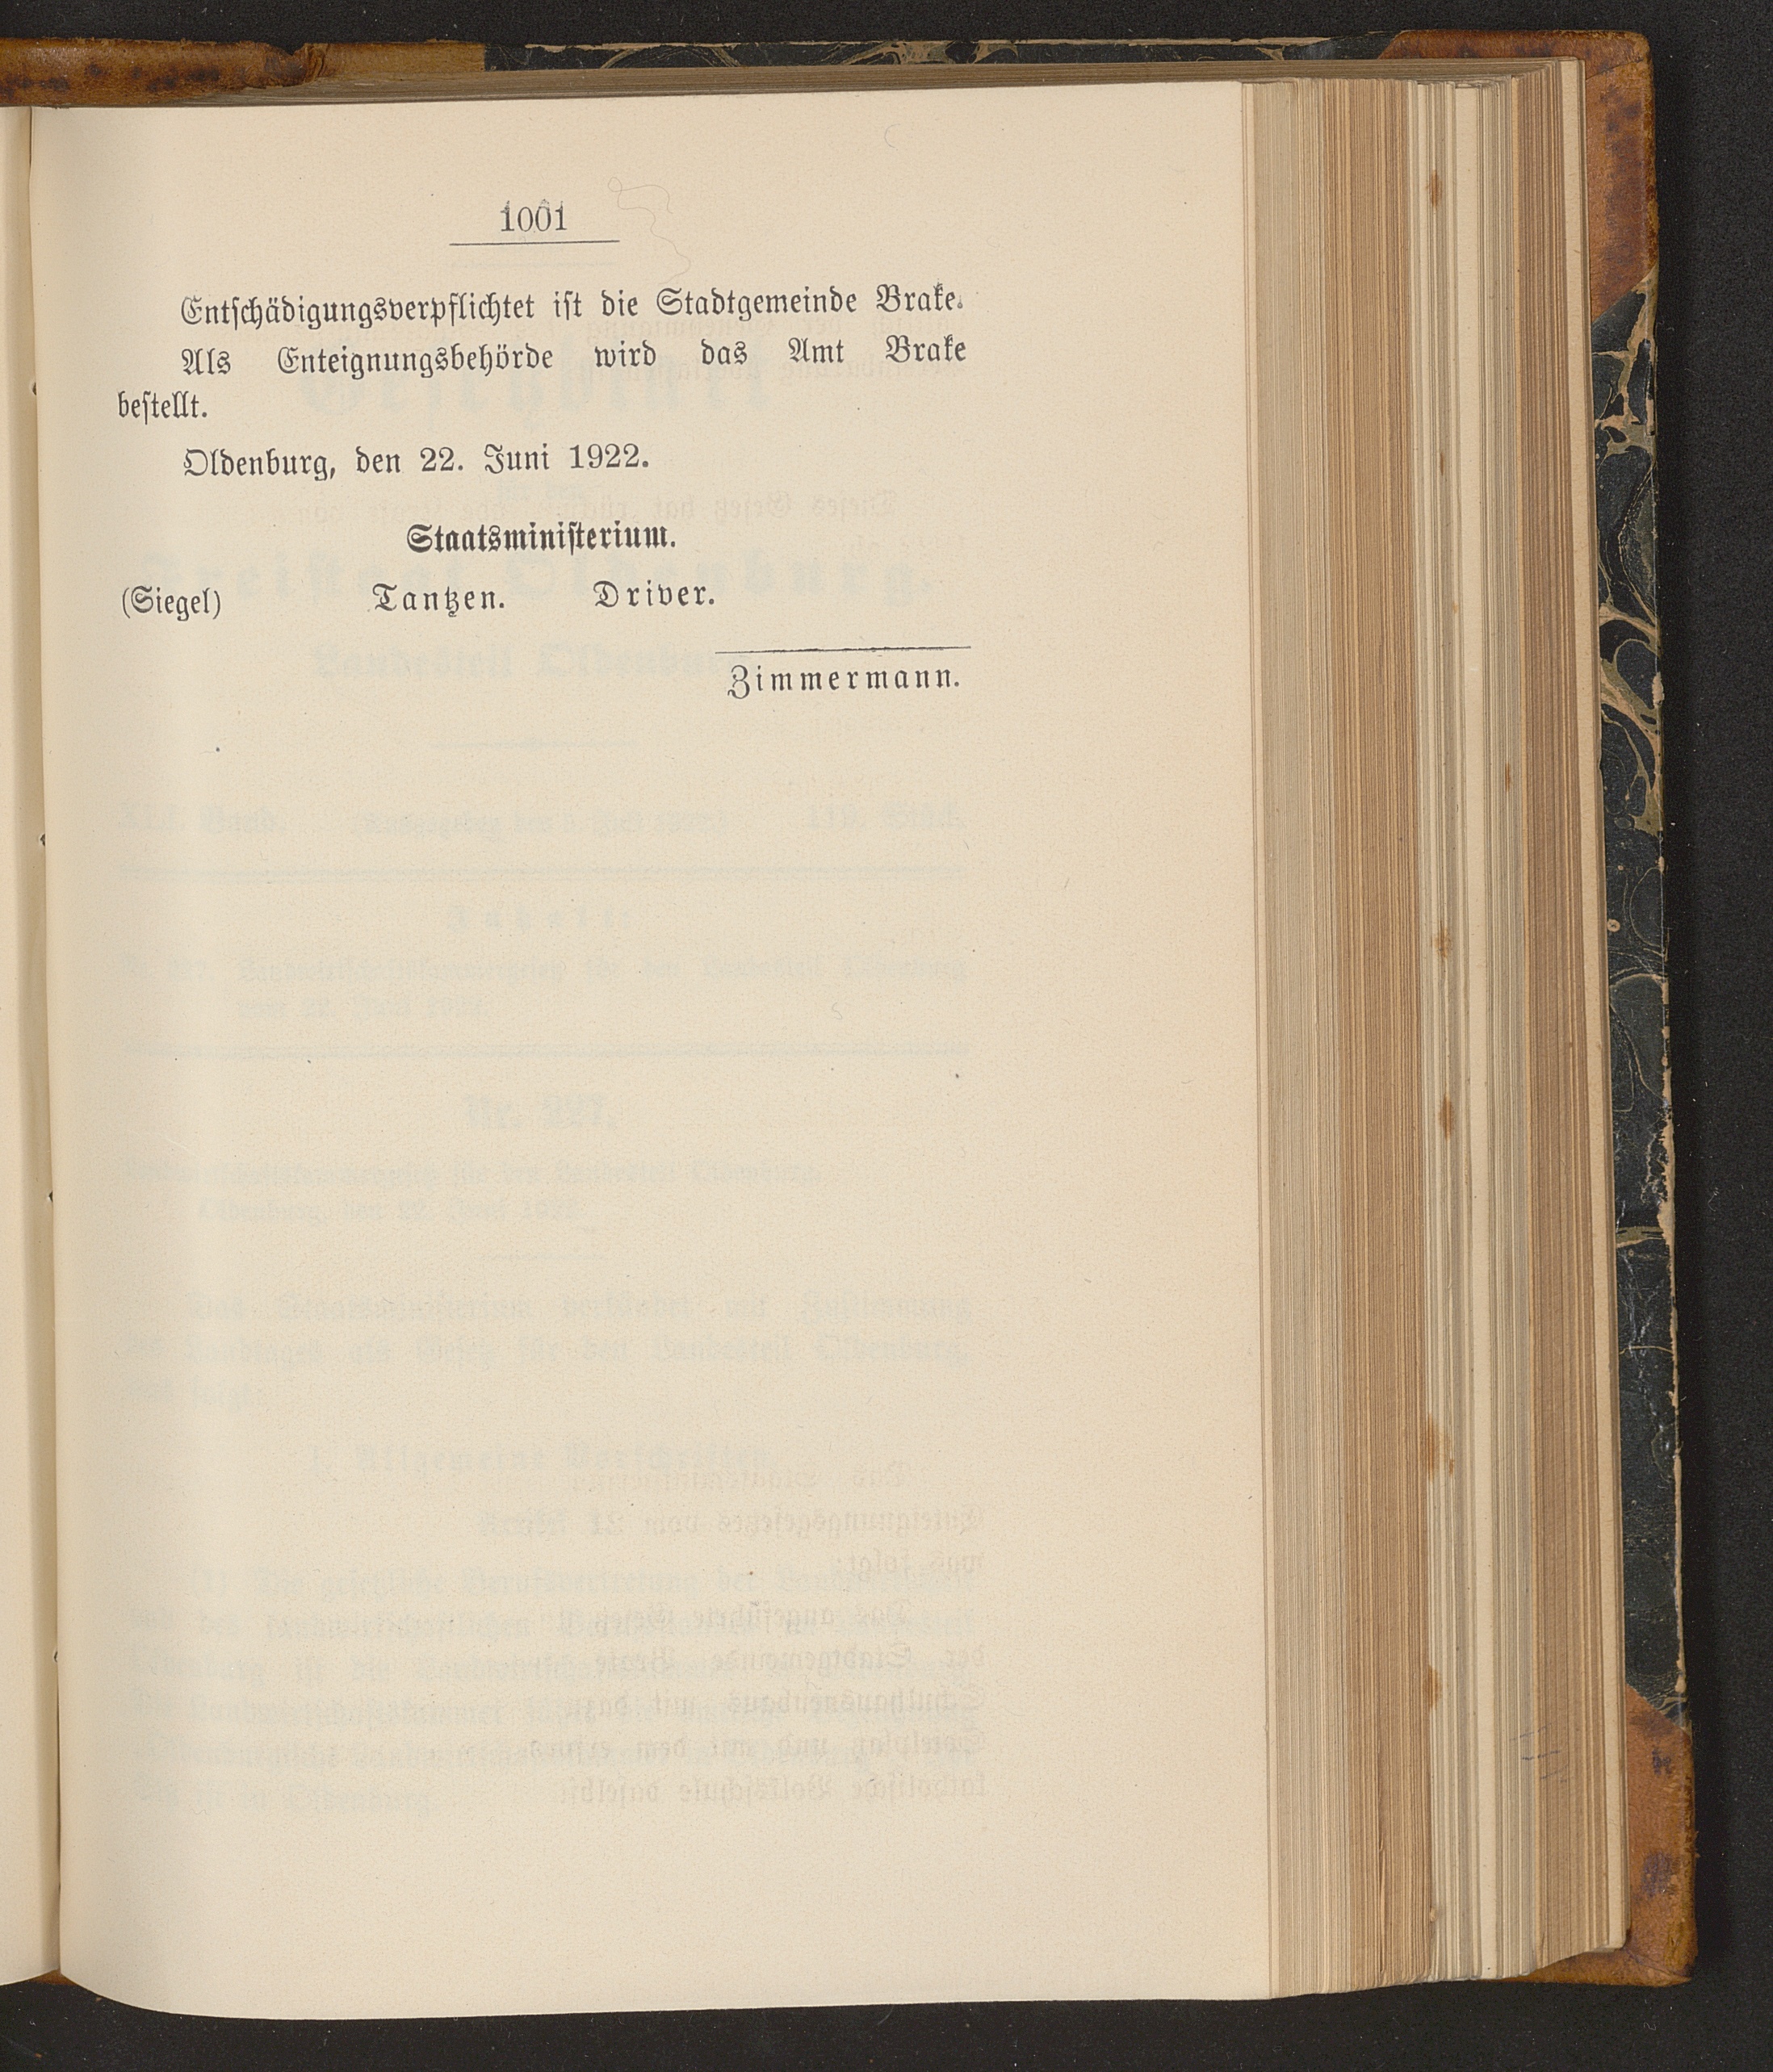 1001
Entschädigungsverpflichtet ist die Stadtgemeinde Brake.
Als Enteignungsbehörde wird das Amt Brake
bestellt.
Oldenburg, den 22. Juni 1922.
Staatsministerium.
(Siegel) Tantzen. Driver.
Zimmermann.